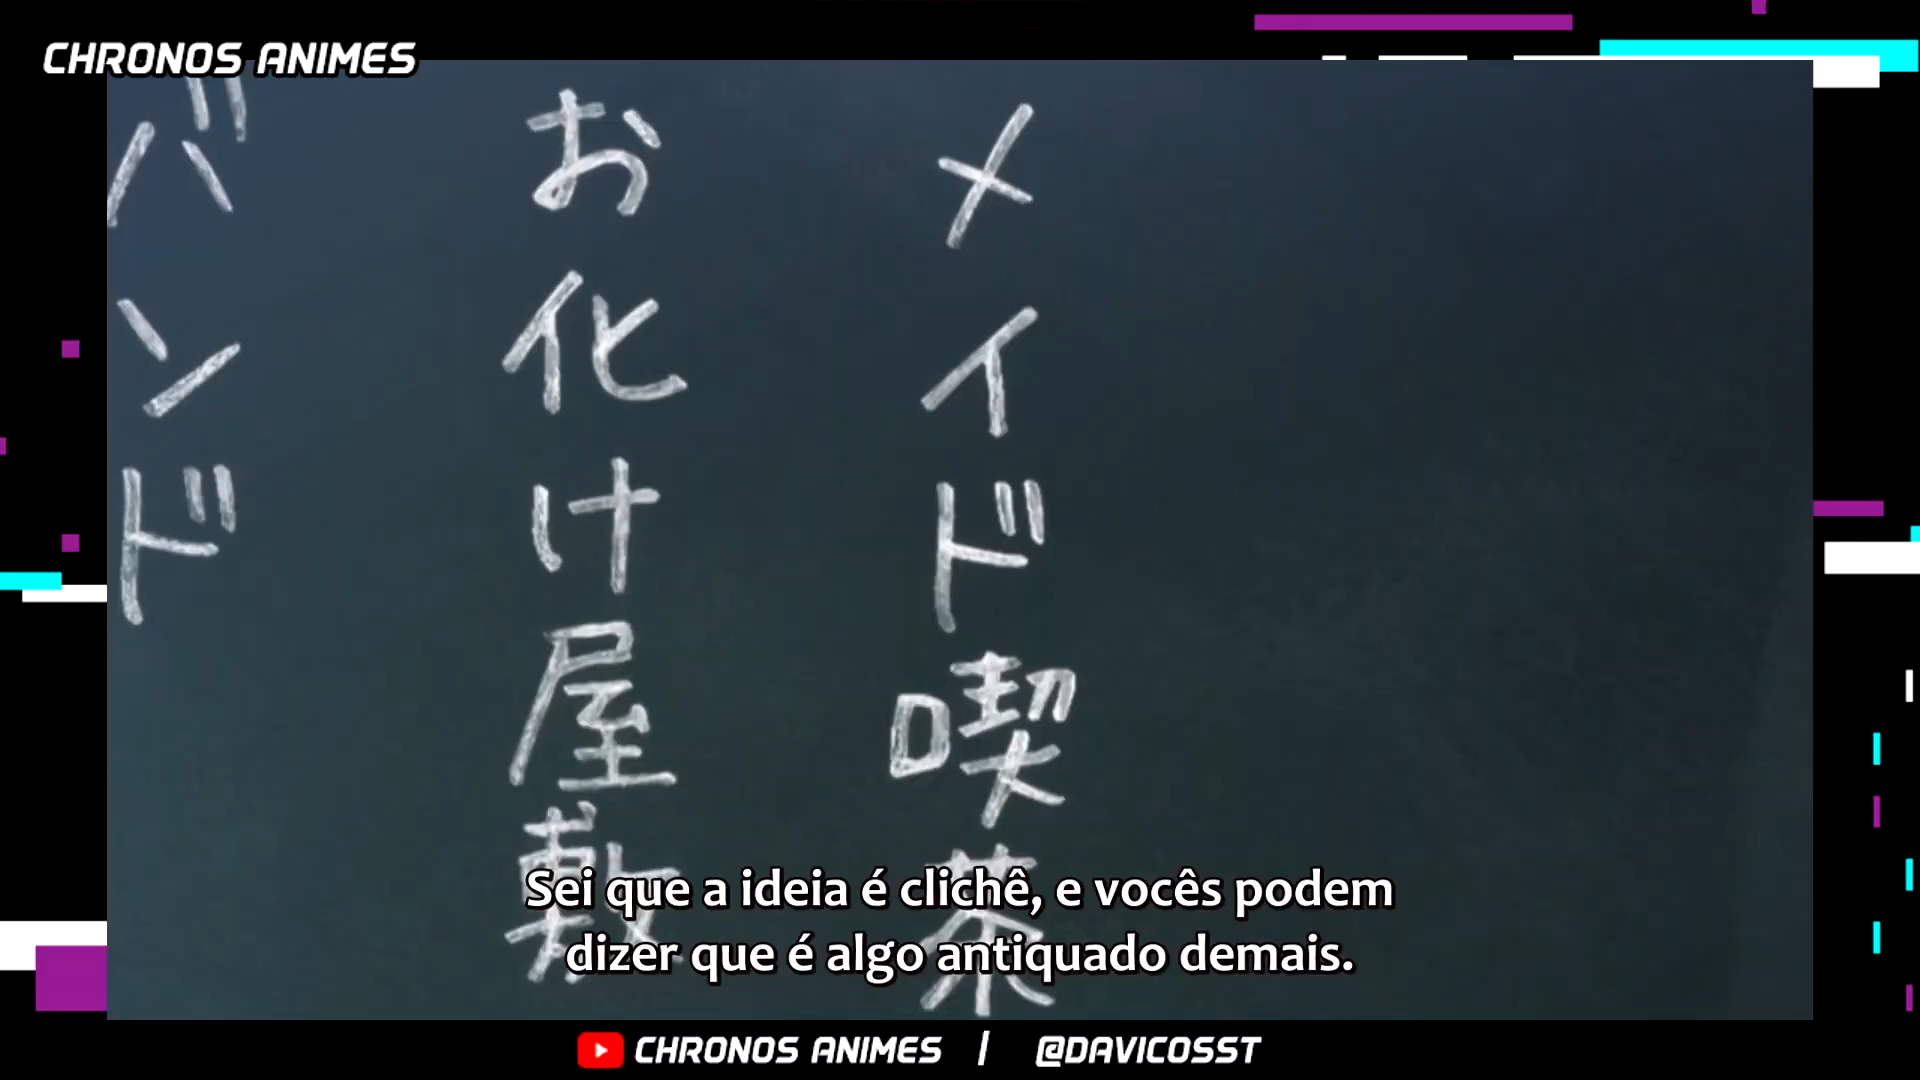 CHRONOS ANIMES
メイド喫茶
お化け屋敷
バンド
Sei que a ideia é clichê, e vocês podem
dizer que é algo antiquado demais.
CHRONOS ANIMES | @DAVICOSST